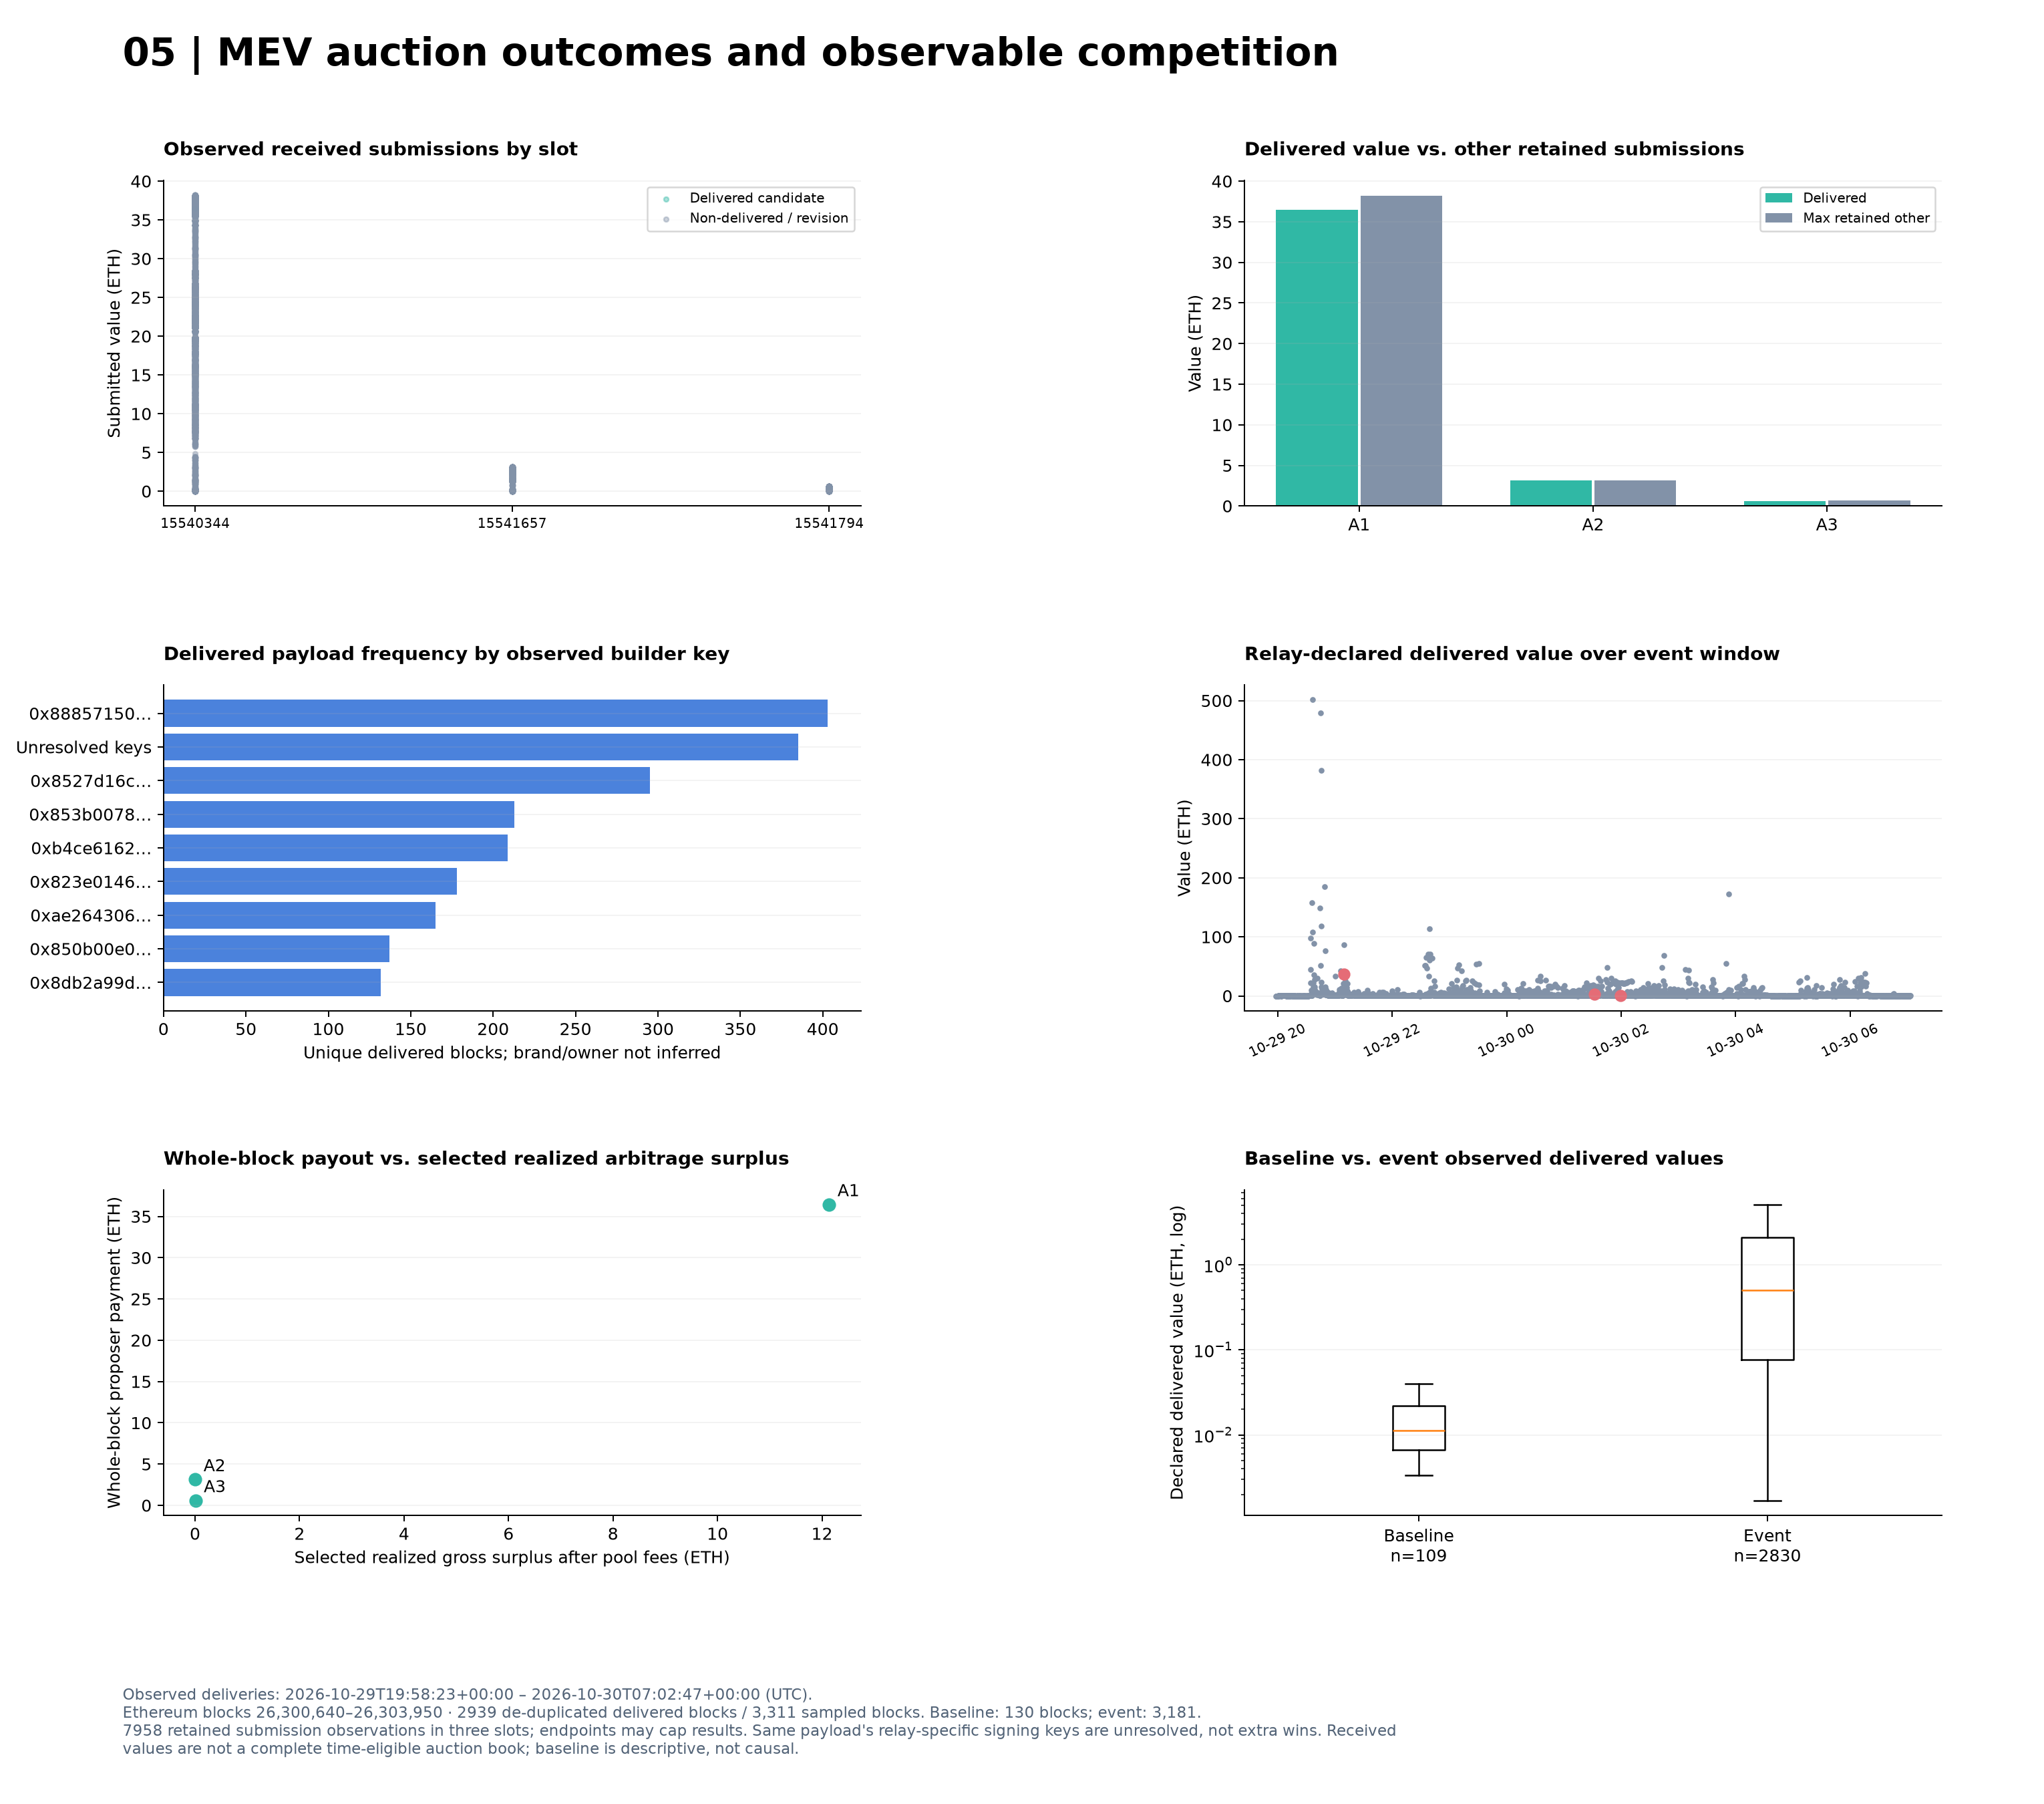 05 | MEV auction outcomes and observable competition
Observed received submissions by slot
Submitted value (ETH)
40
35
30
25
20
15
10
5
0
15540344
15541657
15541794
Delivered candidate
Non-delivered / revision
Delivered value vs. other retained submissions
Value (ETH)
40
35
30
25
20
15
10
5
0
A1
A2
A3
Delivered
Max retained other
Delivered payload frequency by observed builder key
0x88857150…
Unresolved keys
0x8527d16c…
0x853b0078…
0xb4ce6162…
0x823e0146…
0xae264306…
0x850b00e0…
0x8db2a99d…
0
50
100
150
200
250
300
350
400
Unique delivered blocks; brand/owner not inferred
Relay-declared delivered value over event window
Value (ETH)
500
400
300
200
100
0
10-29 20
10-29 22
10-30 00
10-30 02
10-30 04
10-30 06
Whole-block payout vs. selected realized arbitrage surplus
Whole-block proposer payment (ETH)
35
30
25
20
15
10
5
0
A1
A2
A3
0
2
4
6
8
10
12
Selected realized gross surplus after pool fees (ETH)
Baseline vs. event observed delivered values
Declared delivered value (ETH, log)
10⁰
10⁻¹
10⁻²
Baseline
n=109
Event
n=2830
Observed deliveries: 2026-10-29T19:58:23+00:00 – 2026-10-30T07:02:47+00:00 (UTC).
Ethereum blocks 26,300,640–26,303,950 · 2939 de-duplicated delivered blocks / 3,311 sampled blocks. Baseline: 130 blocks; event: 3,181.
7958 retained submission observations in three slots; endpoints may cap results. Same payload's relay-specific signing keys are unresolved, not extra wins. Received
values are not a complete time-eligible auction book; baseline is descriptive, not causal.